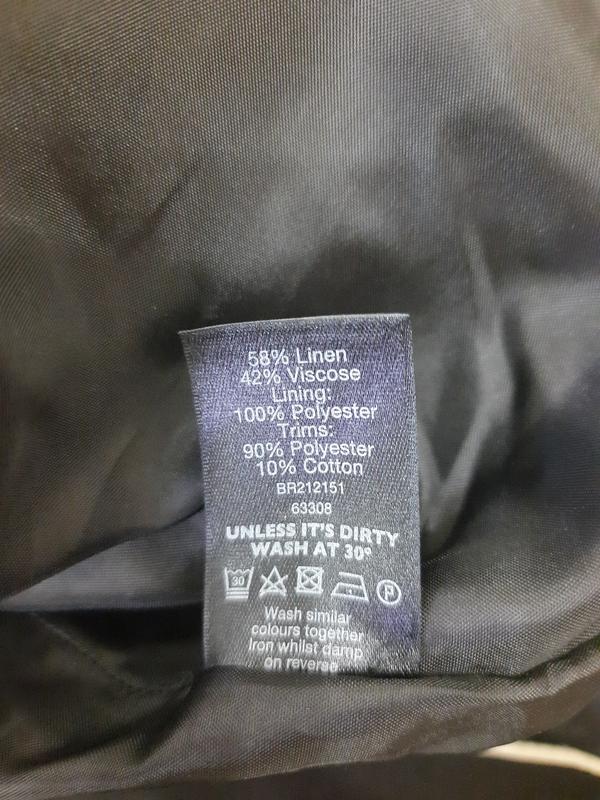 58% Linen
42% Viscose
Lining:
100% Polyester
Trims:
90% Polyester
10% Cotton
BR212151
63308
UNLESS IT'S DIRTY
WASH AT 30°
30 P
Wash similar
colours together
Iron whilst damp
on reverse